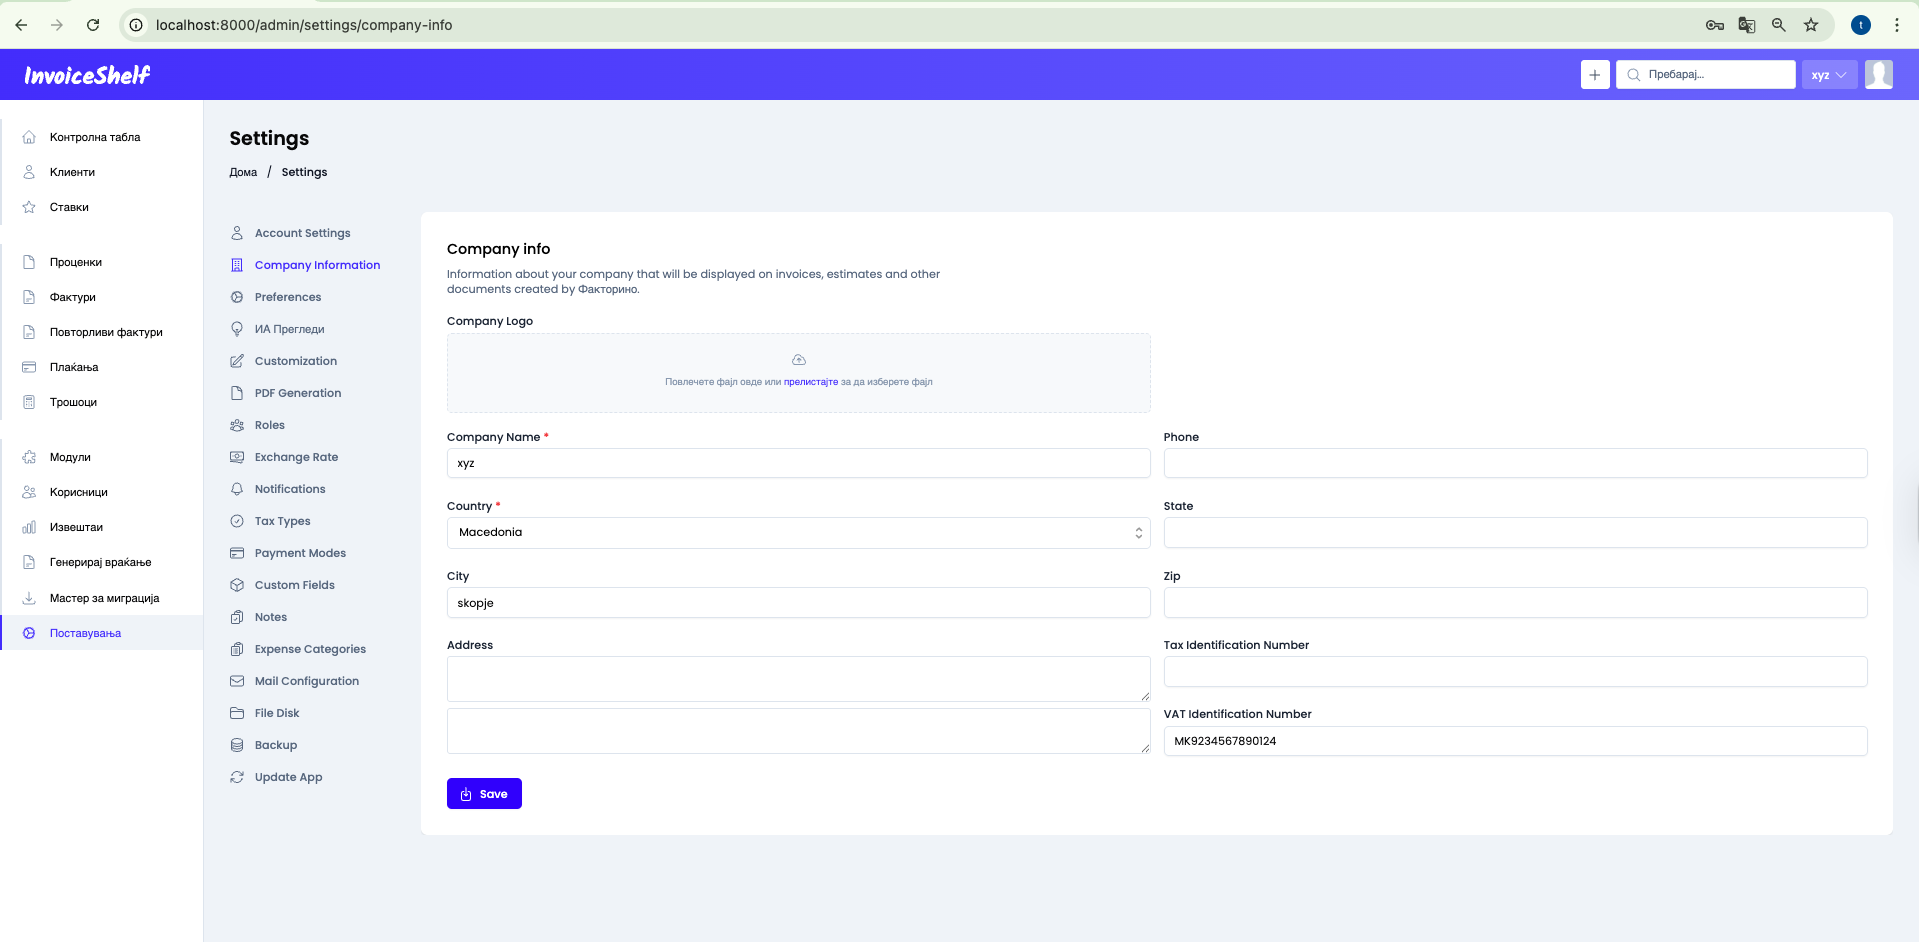 localhost:8000/admin/settings/company-info
t
InvoiceShelf
Пребарај...
xyz
Контролна табла
Клиенти
Ставки
Проценки
Фактури
Повторливи фактури
Плаќања
Трошоци
Модули
Корисници
Извештаи
Генерирај враќање
Мастер за миграција
Поставувања
Settings
Дома / Settings
Account Settings
Company Information
Preferences
ИА Прегледи
Customization
PDF Generation
Roles
Exchange Rate
Notifications
Tax Types
Payment Modes
Custom Fields
Notes
Expense Categories
Mail Configuration
File Disk
Backup
Update App
Company info
Information about your company that will be displayed on invoices, estimates and other
documents created by Факторино.
Company Logo
Повлечете фајл овде или прелистајте за да изберете фајл
Company Name *
xyz
Phone
Country *
Macedonia
State
City
skopje
Zip
Address
Tax Identification Number
VAT Identification Number
MK9234567890124
Save